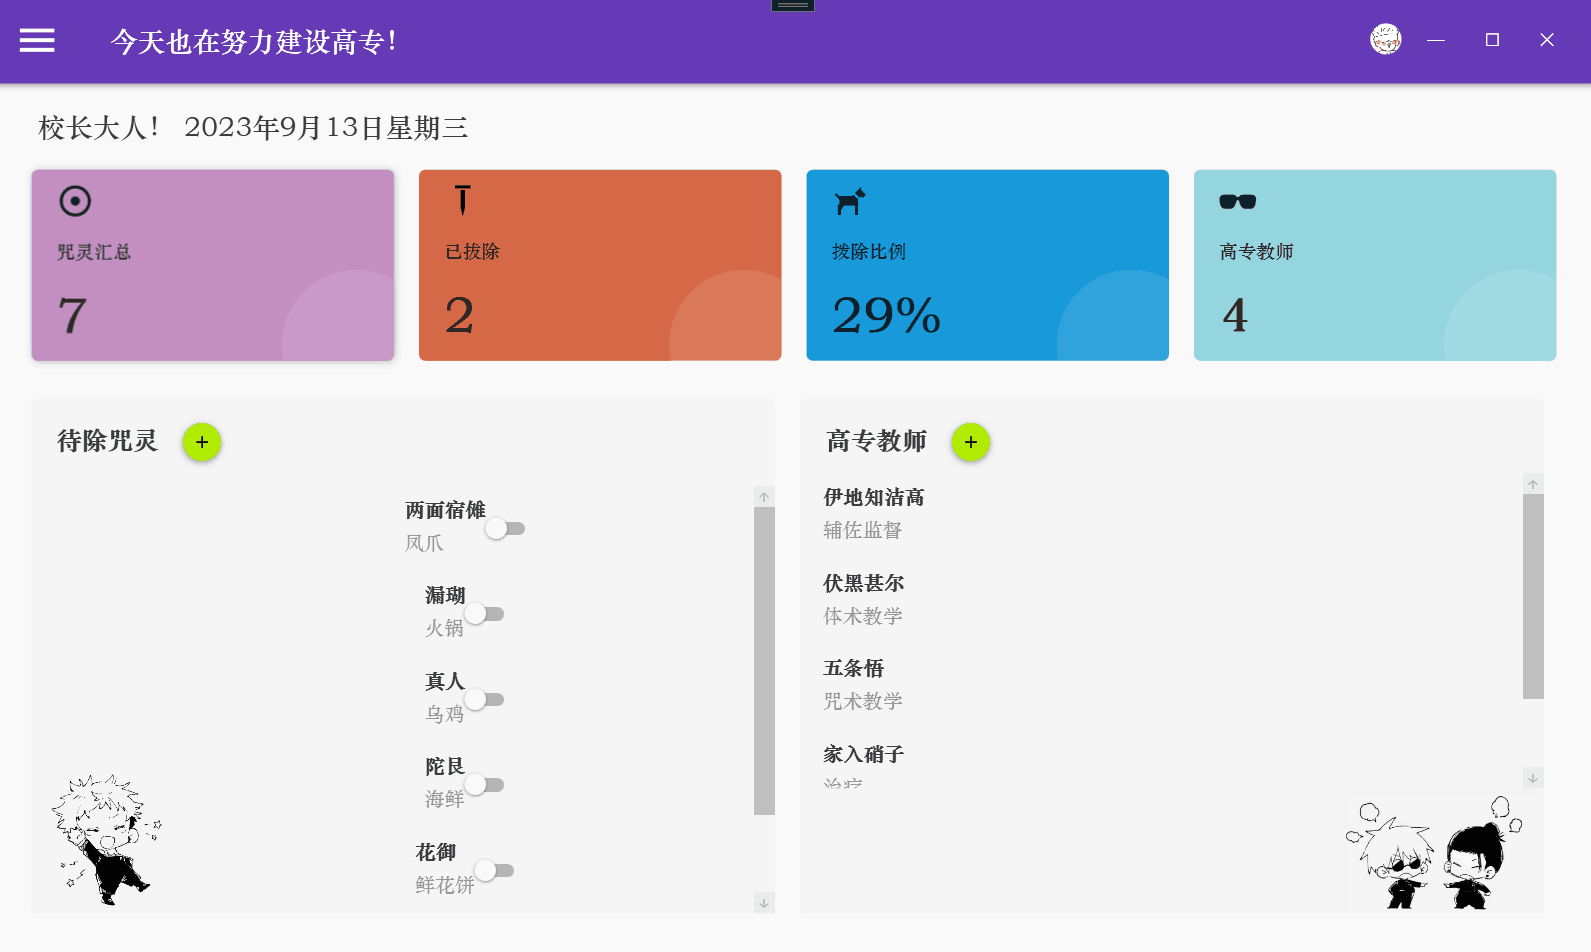 今天也在努力建设高专！
校长大人！ 2023年9月13日星期三
咒灵汇总
7
已拔除
2
拨除比例
29%
高专教师
4
待除咒灵 +
两面宿傩
凤爪
漏瑚
火锅
真人
乌鸡
陀艮
海鲜
花御
鲜花饼
高专教师 +
伊地知洁高
辅佐监督
伏黑甚尔
体术教学
五条悟
咒术教学
家入硝子
治疗